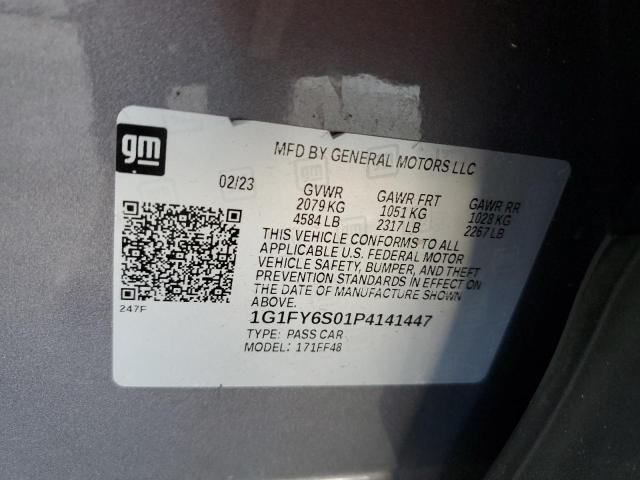 gm
MFD BY GENERAL MOTORS LLC
02/23
GVWR GAWR FRT GAWR RR
2079 KG 1051 KG 1028 KG
4584 LB 2317 LB 2267 LB
THIS VEHICLE CONFORMS TO ALL
APPLICABLE U.S. FEDERAL MOTOR
VEHICLE SAFETY, BUMPER, AND THEFT
PREVENTION STANDARDS IN EFFECT ON
THE DATE OF MANUFACTURE SHOWN
ABOVE.
247F
1G1FY6S01P4141447
TYPE: PASS CAR
MODEL: 171FF48